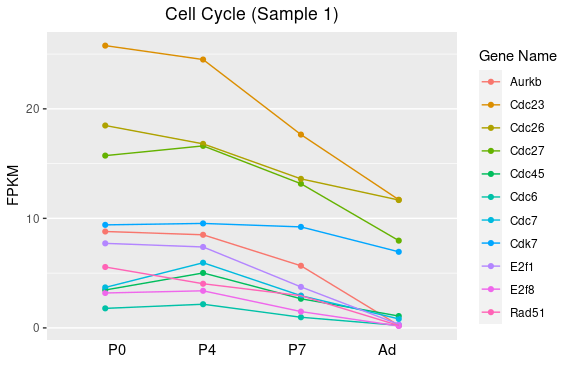 Cell Cycle (Sample 1)
FPKM
20
10
0
P0 P4 P7 Ad
Gene Name
Aurkb
Cdc23
Cdc26
Cdc27
Cdc45
Cdc6
Cdc7
Cdk7
E2f1
E2f8
Rad51